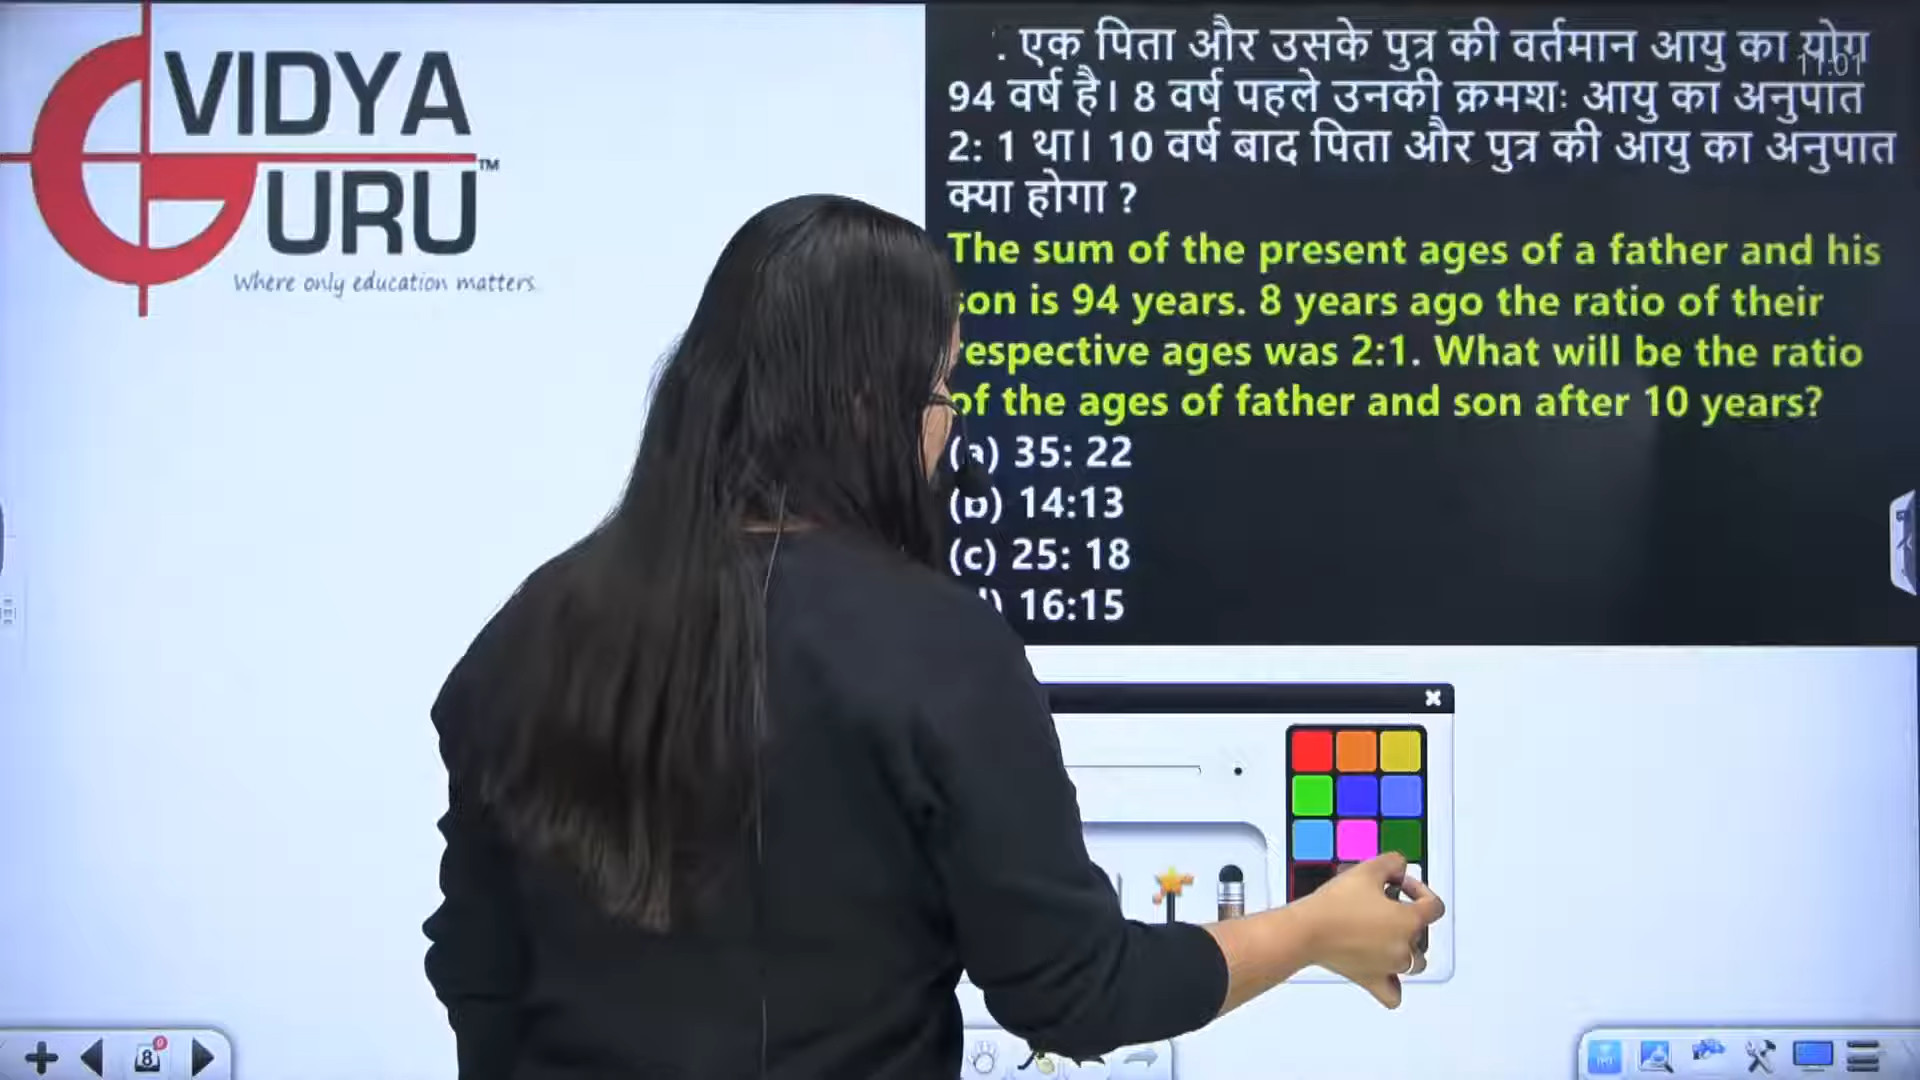 VIDYA
GURU™
Where only education matters.
. एक पिता और उसके पुत्र की वर्तमान आयु का योग
11:01
94 वर्ष है। 8 वर्ष पहले उनकी क्रमशः आयु का अनुपात
2: 1 था। 10 वर्ष बाद पिता और पुत्र की आयु का अनुपात
क्या होगा ?
The sum of the present ages of a father and his
son is 94 years. 8 years ago the ratio of their
respective ages was 2:1. What will be the ratio
of the ages of father and son after 10 years?
(a) 35: 22
(b) 14:13
(c) 25: 18
(d) 16:15
8